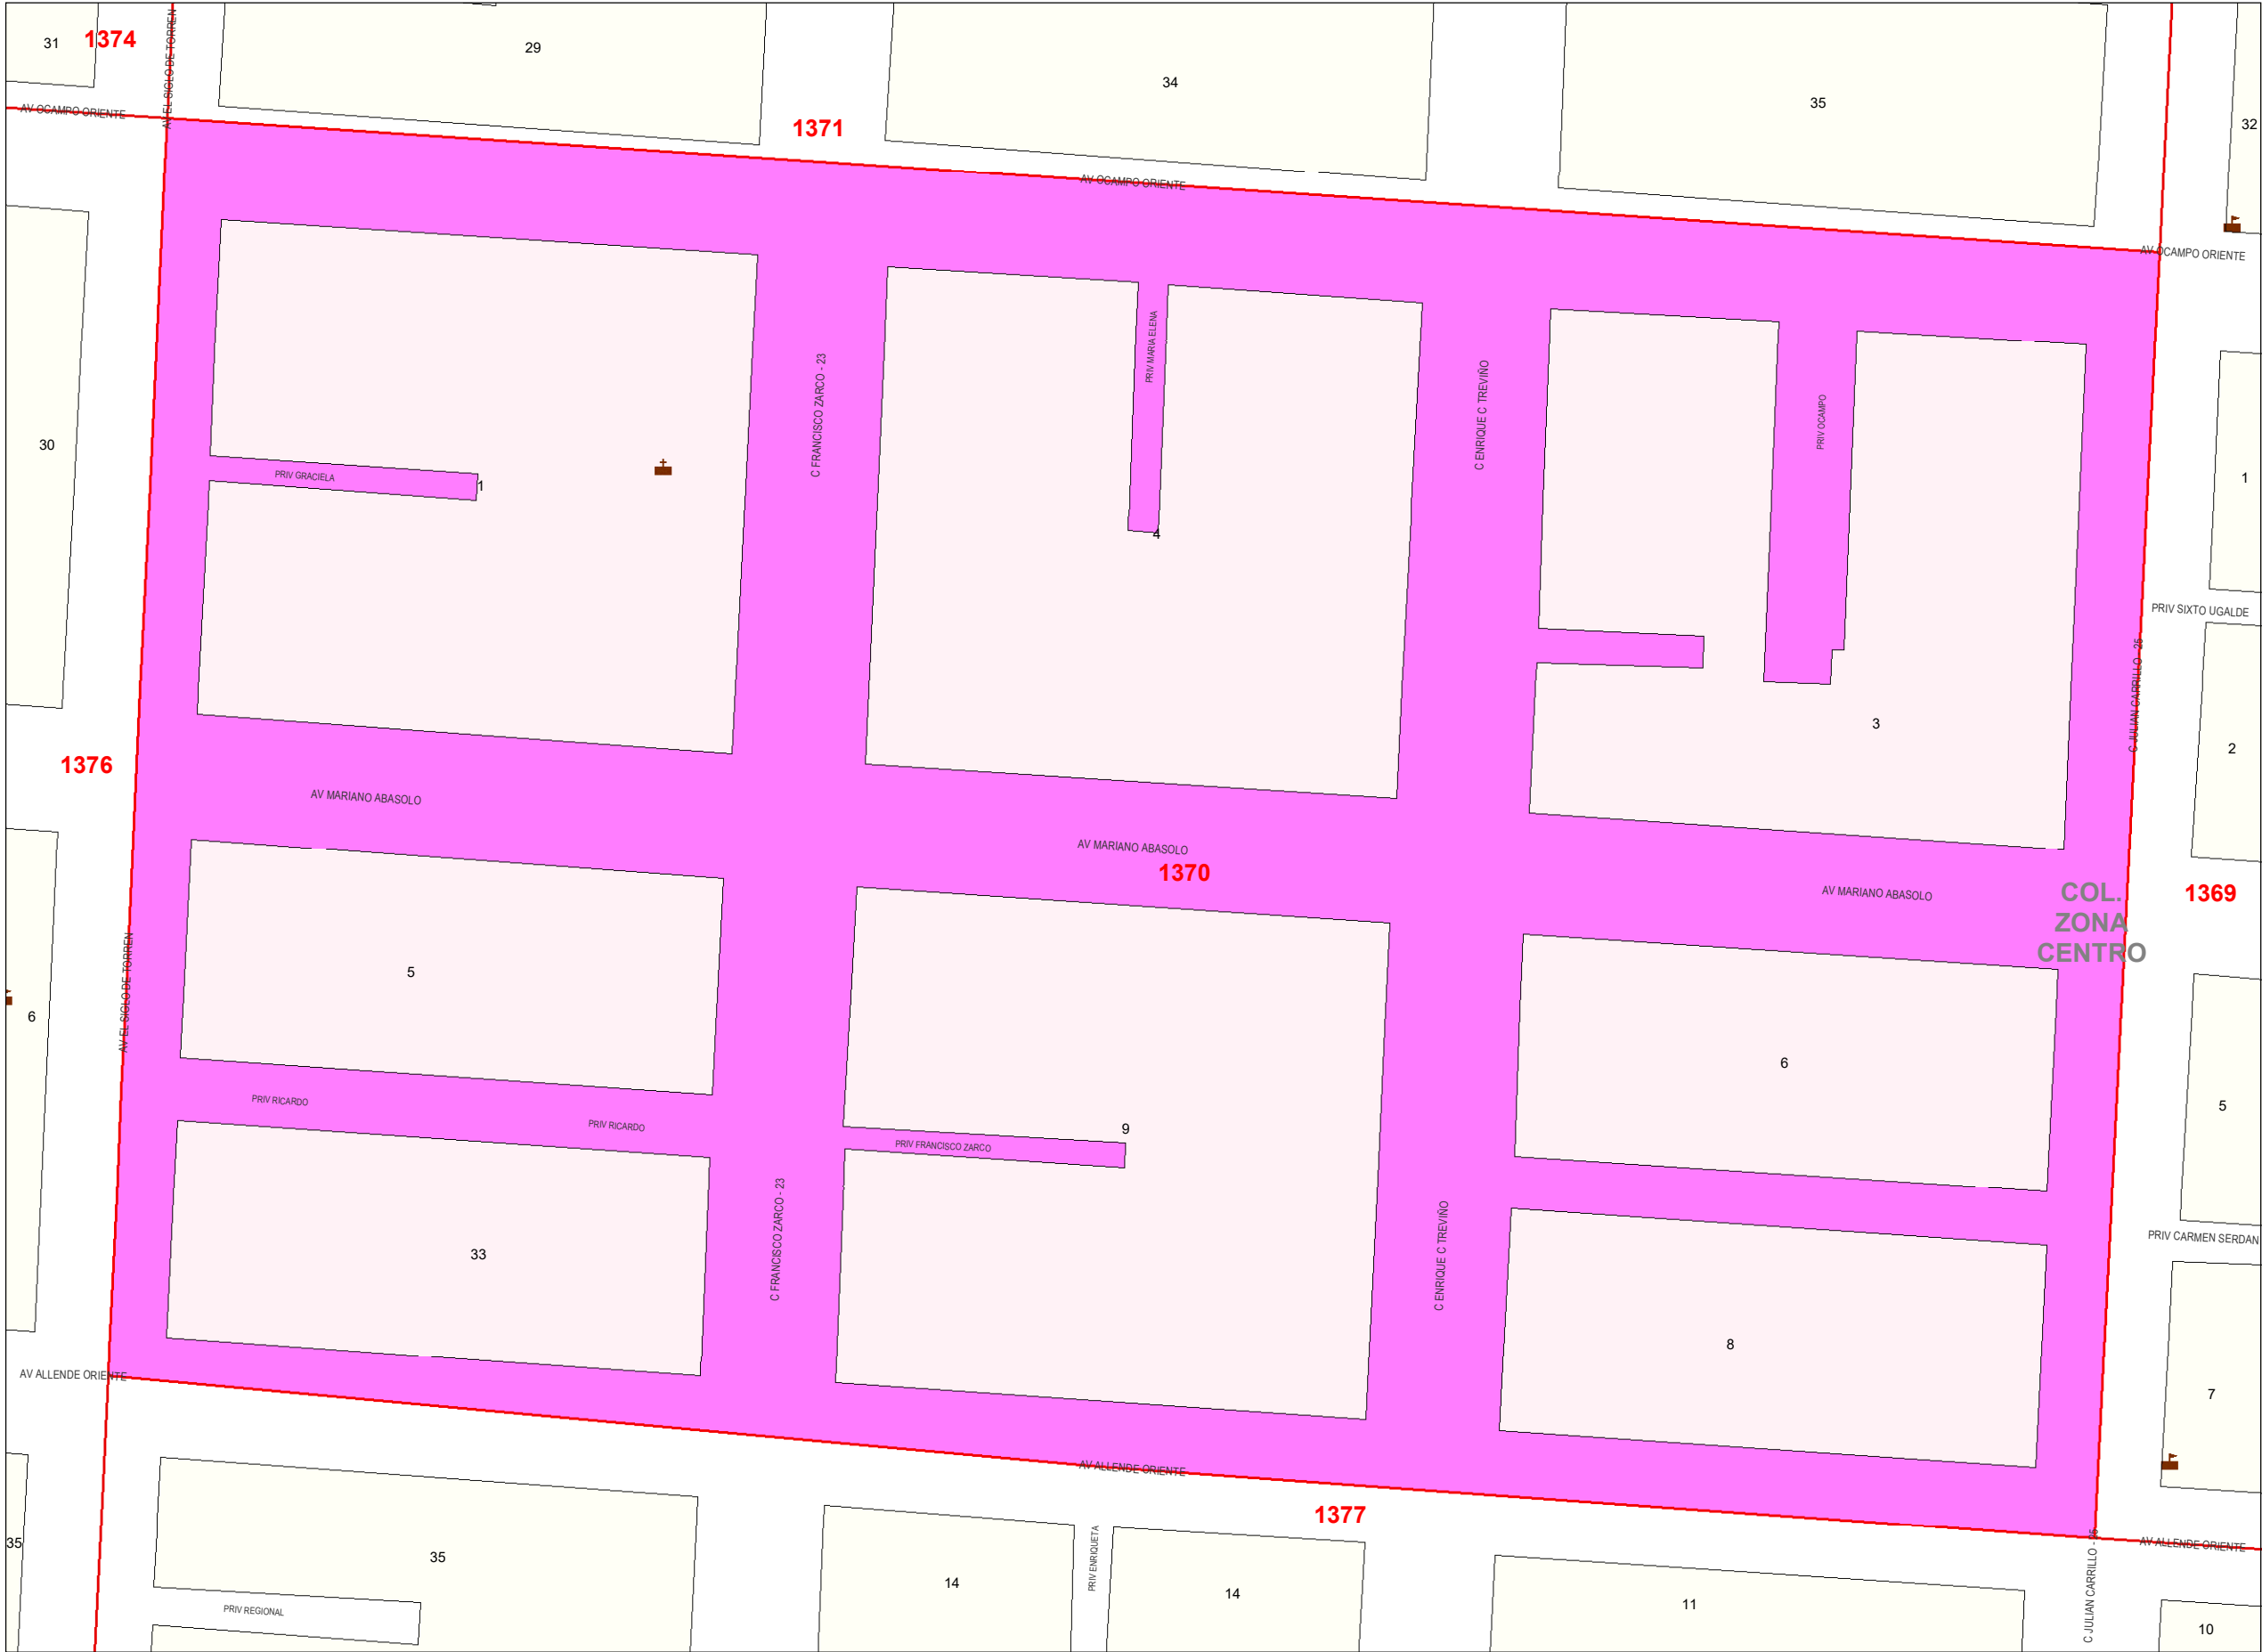 31
1374
AV EL SIGLO DE TORREN
29
34
35
32
AV OCAMPO ORIENTE
1371
AV OCAMPO ORIENTE
AV OCAMPO ORIENTE
30
PRIV GRACIELA
1
C FRANCISCO ZARCO - 23
PRIV MARIA ELENA
4
C ENRIQUE C TREVIÑO
PRIV OCAMPO
3
1
PRIV SIXTO UGALDE
C JULIAN CARRILLO - 25
2
1376
AV MARIANO ABASOLO
AV MARIANO ABASOLO
1370
AV MARIANO ABASOLO
COL.
ZONA
CENTRO
1369
AV EL SIGLO DE TORREN
6
5
6
5
PRIV RICARDO
PRIV RICARDO
9
PRIV FRANCISCO ZARCO
33
C FRANCISCO ZARCO - 23
C ENRIQUE C TREVIÑO
PRIV CARMEN SERDAN
8
7
AV ALLENDE ORIENTE
AV ALLENDE ORIENTE
1377
AV ALLENDE ORIENTE
35
35
14
PRIV ENRIQUETA
14
11
C JULIAN CARRILLO - 25
10
PRIV REGIONAL